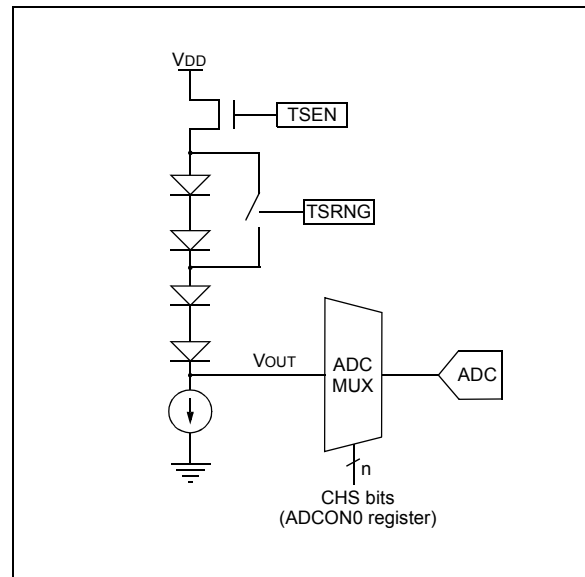 VDD
TSEN
TSRNG
VOUT
ADC
MUX
ADC
n
CHS bits
(ADCON0 register)